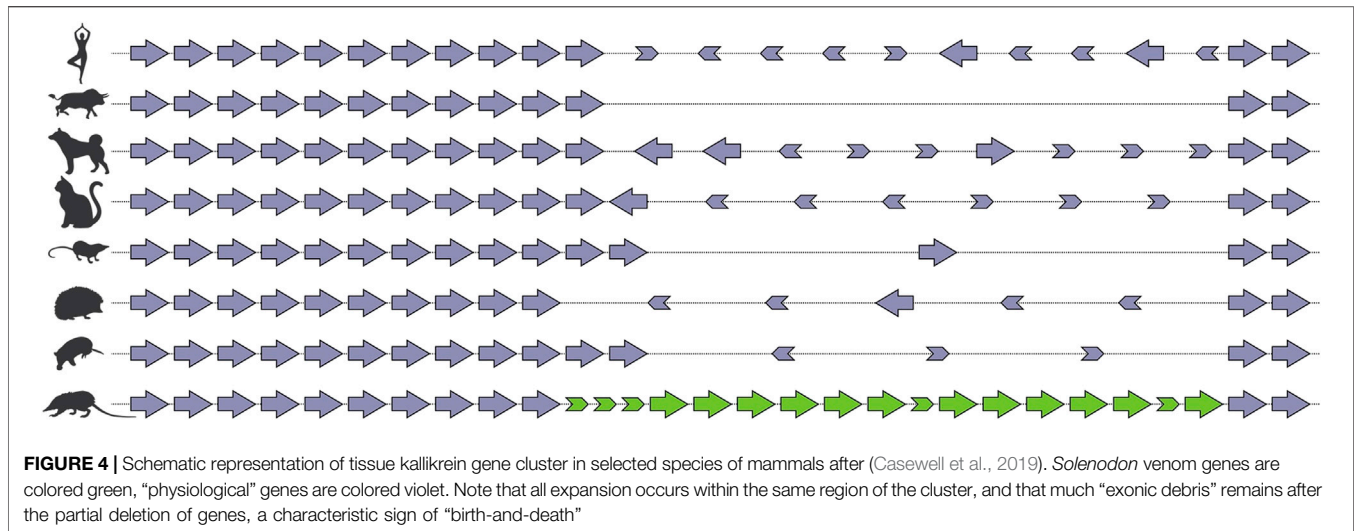 FIGURE 4 | Schematic representation of tissue kallikrein gene cluster in selected species of mammals after (Casewell et al., 2019). Solenodon venom genes are
colored green, “physiological” genes are colored violet. Note that all expansion occurs within the same region of the cluster, and that much “exonic debris” remains after
the partial deletion of genes, a characteristic sign of “birth-and-death”